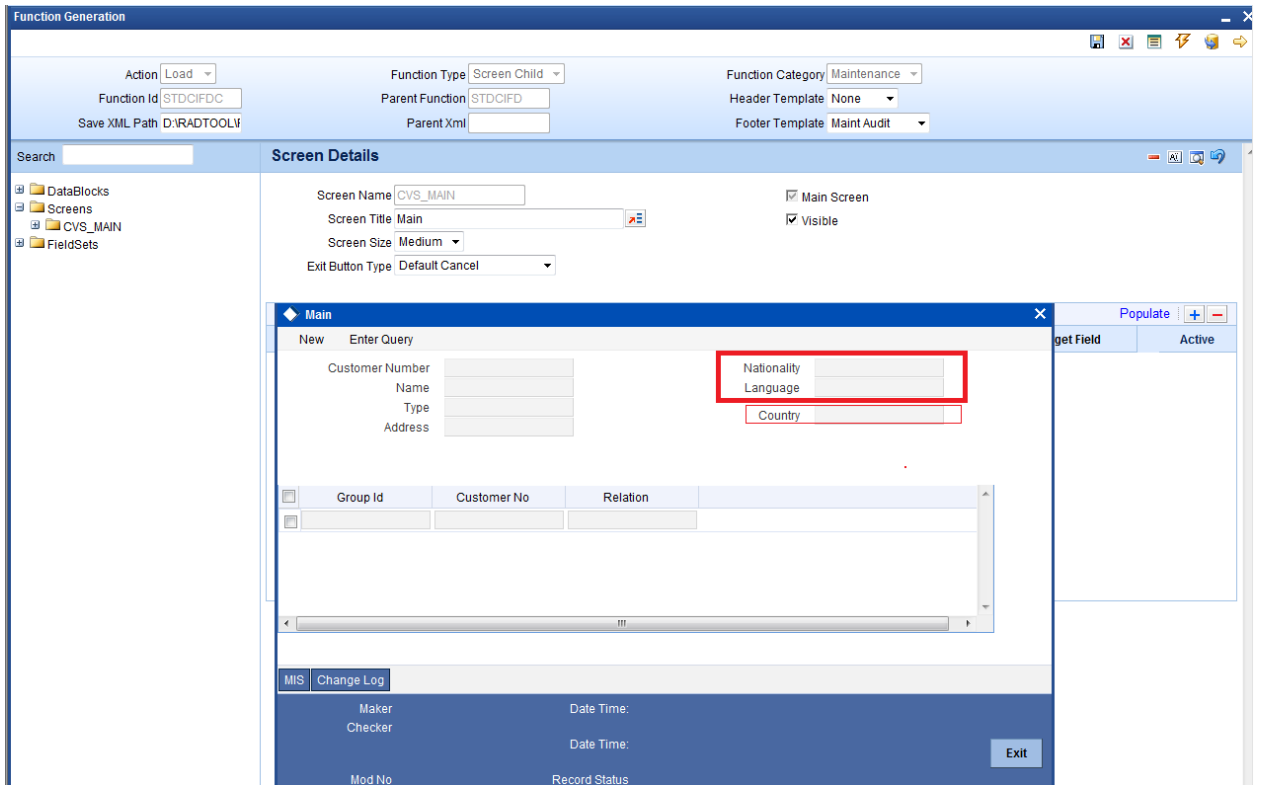 Function Generation
Action Load Function Type Screen Child Function Category Maintenance
Function Id STDCIFDC Parent Function STDCIFD Header Template None
Save XML Path D:\RADTOOL\F Parent Xml Footer Template Maint Audit
Search Screen Details
DataBlocks
Screens
CVS_MAIN
FieldSets
Screen Name CVS_MAIN Main Screen
Screen Title Main Visible
Screen Size Medium
Exit Button Type Default Cancel
Main Populate
New Enter Query get Field Active
Customer Number Nationality
Name Language
Type Country
Address
Group Id Customer No Relation
MIS Change Log
Maker Date Time:
Checker
Date Time:
Exit
Mod No Record Status